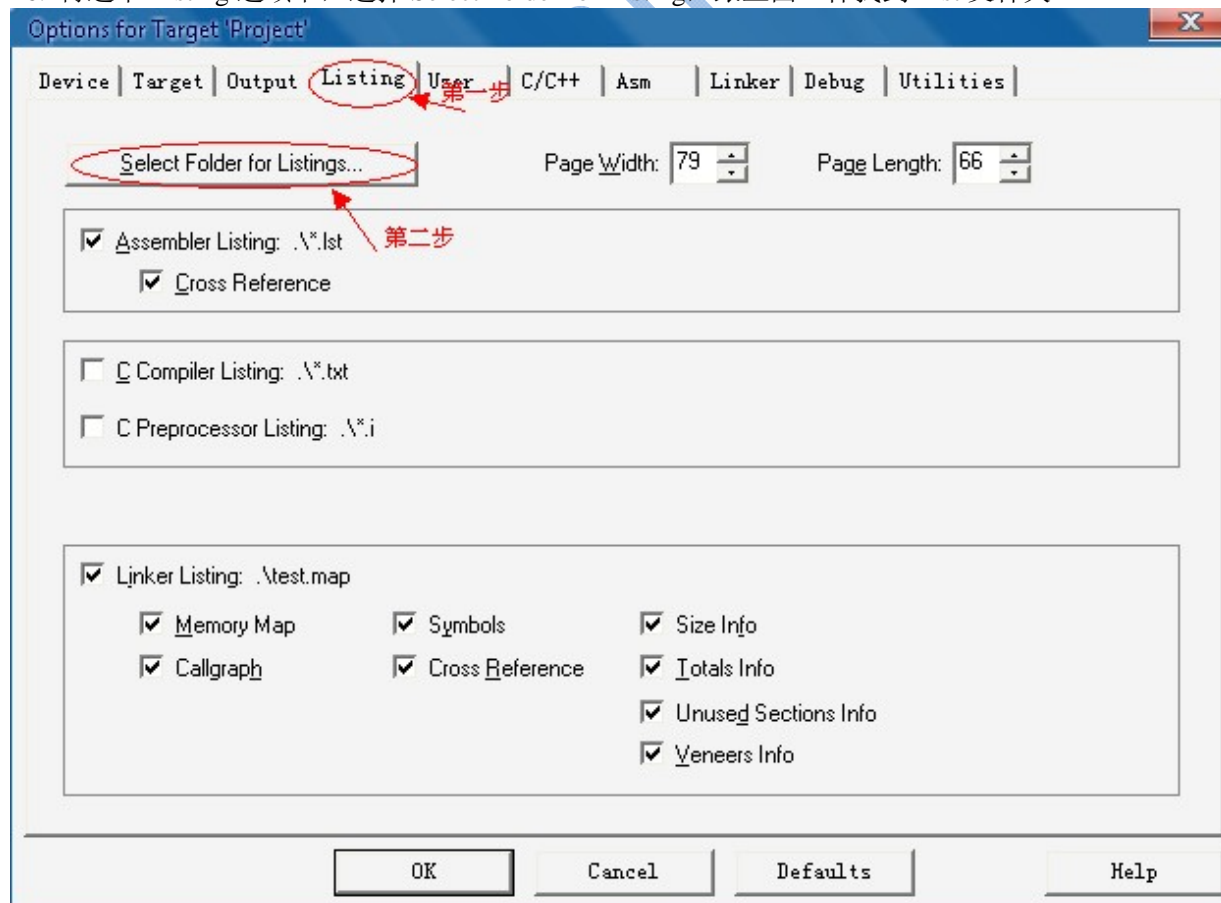 Options for Target 'Project'
Device Target Output Listing User C/C++ Asm Linker Debug Utilities
第一步
Select Folder for Listings... Page Width: 79 Page Length: 66
第二步
Assembler Listing: .\*.lst
Cross Reference
C Compiler Listing: .\*.txt
C Preprocessor Listing: .\*.i
Linker Listing: .\test.map
Memory Map Symbols Size Info
Callgraph Cross Reference Totals Info
Unused Sections Info
Veneers Info
OK Cancel Defaults Help